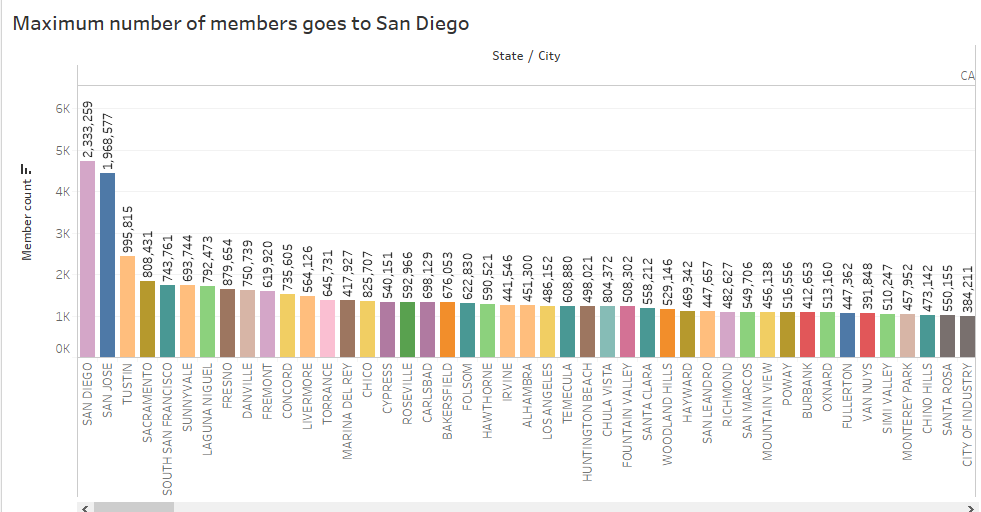 Maximum number of members goes to San Diego
State / City
CA
Member count
6K
5K
4K
3K
2K
1K
0K
2,333,259
1,968,577
995,815
808,431
743,761
693,744
792,473
879,654
750,739
619,920
735,605
564,126
645,731
417,927
825,707
540,151
592,966
698,129
676,053
622,830
590,521
441,546
451,300
486,152
608,880
498,021
804,372
508,302
558,212
529,146
469,342
447,657
482,627
549,706
456,138
516,556
412,653
513,160
447,362
391,848
510,247
457,952
473,142
550,155
384,211
SAN DIEGO
SAN JOSE
TUSTIN
SACRAMENTO
SOUTH SAN FRANCISCO
SUNNYVALE
LAGUNA NIGUEL
FRESNO
DANVILLE
FREMONT
CONCORD
LIVERMORE
TORRANCE
MARINA DEL REY
CHICO
CYPRESS
ROSEVILLE
CARLSBAD
BAKERSFIELD
FOLSOM
HAWTHORNE
IRVINE
ALHAMBRA
LOS ANGELES
TEMECULA
HUNTINGTON BEACH
CHULA VISTA
FOUNTAIN VALLEY
SANTA CLARA
WOODLAND HILLS
HAYWARD
SAN LEANDRO
RICHMOND
SAN MARCOS
MOUNTAIN VIEW
POWAY
BURBANK
OXNARD
FULLERTON
VAN NUYS
SIMI VALLEY
MONTEREY PARK
CHINO HILLS
SANTA ROSA
CITY OF INDUSTRY